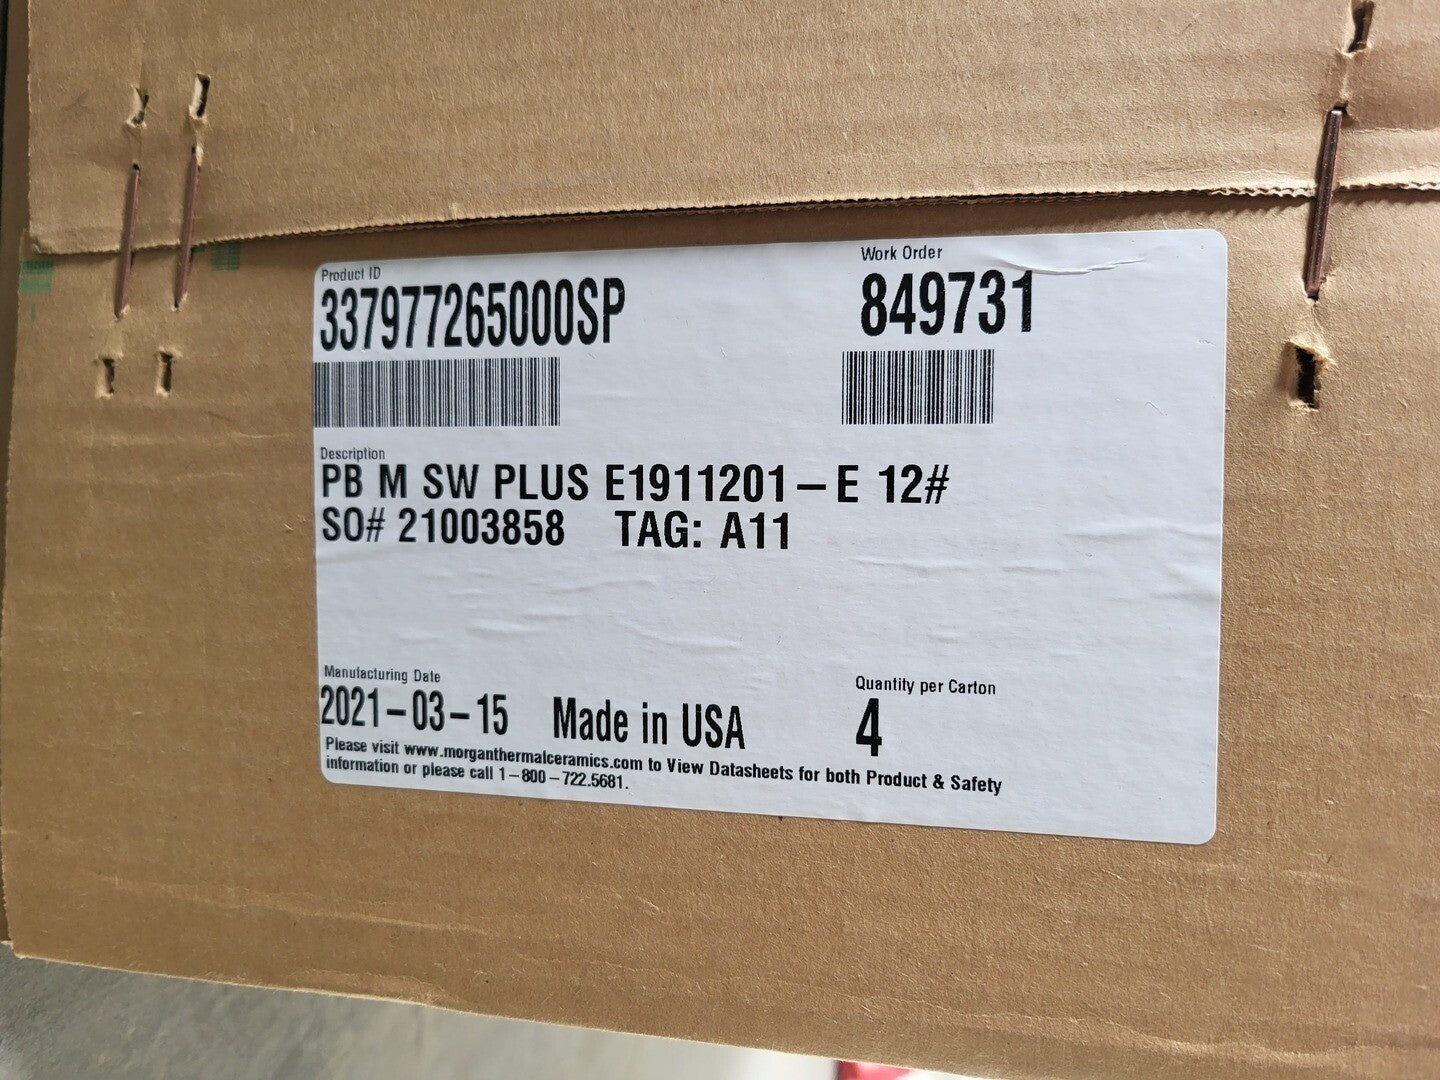 Product ID
Work Order
337977265000SP
849731
Description
PB M SW PLUS E1911201-E 12#
SO# 21003858 TAG: A11
Manufacturing Date
Quantity per Carton
2021-03-15 Made in USA
4
Please visit www.morganthermalceramics.com to View Datasheets for both Product & Safety
information or please call 1-800-722.5681.